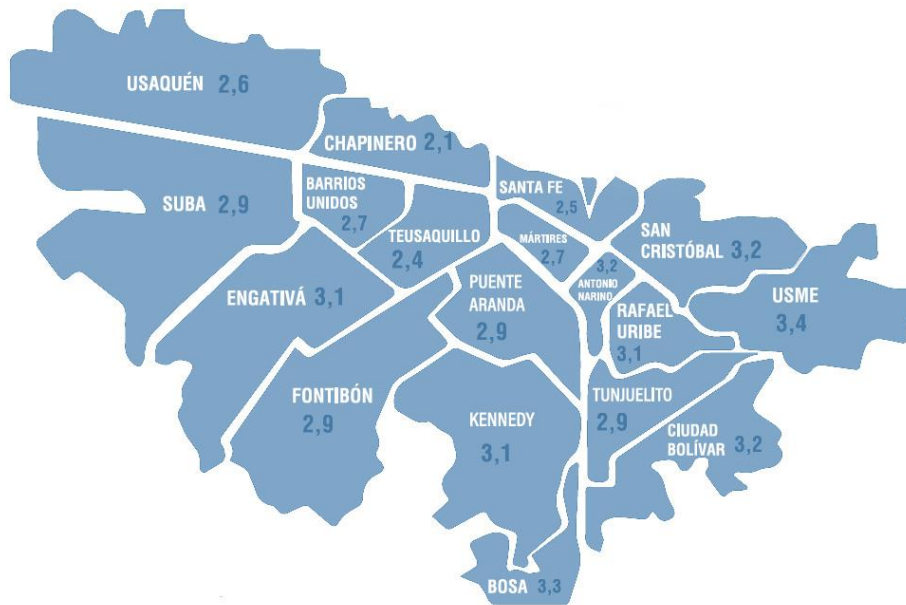 USAQUÉN 2,6
CHAPINERO 2,1
SUBA 2,9
BARRIOS
UNIDOS
2,7
TEUSAQUILLO
2,4
SANTA FE
2,5
MÁRTIRES
2,7
SAN
CRISTÓBAL 3,2
3,2
ANTONIO
NARINO
USME
3,4
ENGATIVÁ 3,1
PUENTE
ARANDA
2,9
RAFAEL
URIBE
3,1
FONTIBÓN
2,9
KENNEDY
3,1
TUNJUELITO
2,9
CIUDAD
BOLÍVAR 3,2
BOSA 3,3